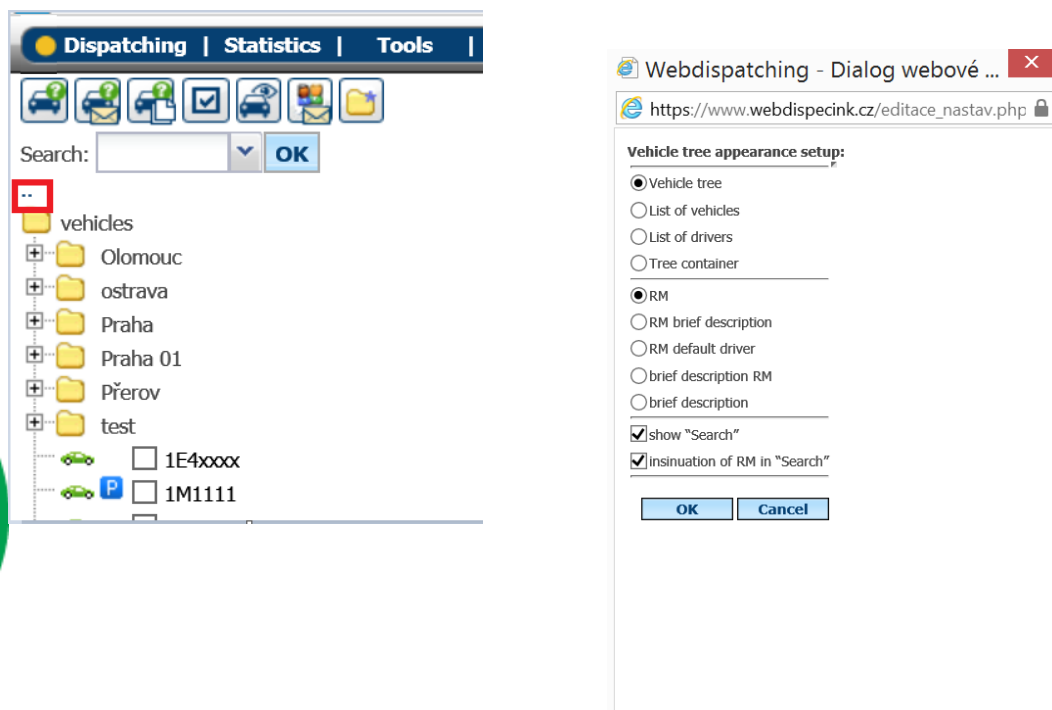 Dispatching | Statistics | Tools |
Search: OK
..
vehicles
Olomouc
ostrava
Praha
Praha 01
Přerov
test
1E4xxxx
P 1M1111
Webdispatching - Dialog webové ...
https://www.webdispecink.cz/editace_nastav.php
Vehicle tree appearance setup:
Vehicle tree
List of vehicles
List of drivers
Tree container
RM
RM brief description
RM default driver
brief description RM
brief description
show “Search”
insinuation of RM in “Search”
OK Cancel